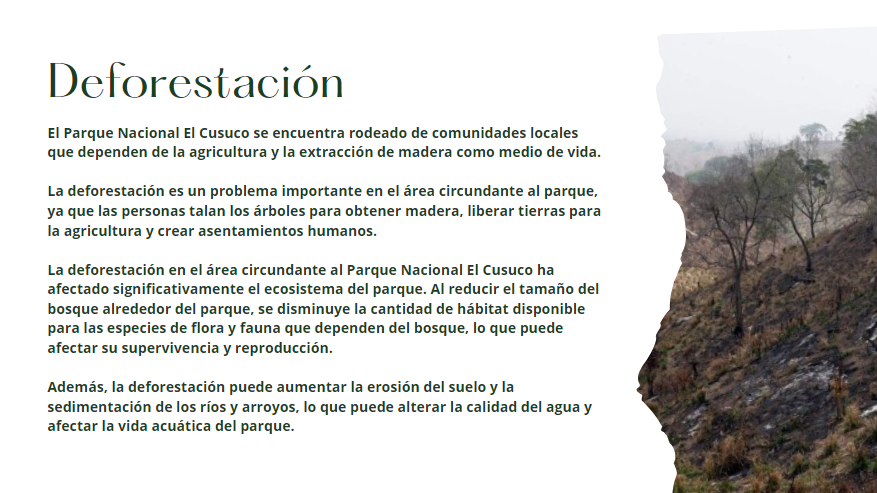 Deforestación
El Parque Nacional El Cusuco se encuentra rodeado de comunidades locales
que dependen de la agricultura y la extracción de madera como medio de vida.
La deforestación es un problema importante en el área circundante al parque,
ya que las personas talan los árboles para obtener madera, liberar tierras para
la agricultura y crear asentamientos humanos.
La deforestación en el área circundante al Parque Nacional El Cusuco ha
afectado significativamente el ecosistema del parque. Al reducir el tamaño del
bosque alrededor del parque, se disminuye la cantidad de hábitat disponible
para las especies de flora y fauna que dependen del bosque, lo que puede
afectar su supervivencia y reproducción.
Además, la deforestación puede aumentar la erosión del suelo y la
sedimentación de los ríos y arroyos, lo que puede alterar la calidad del agua y
afectar la vida acuática del parque.